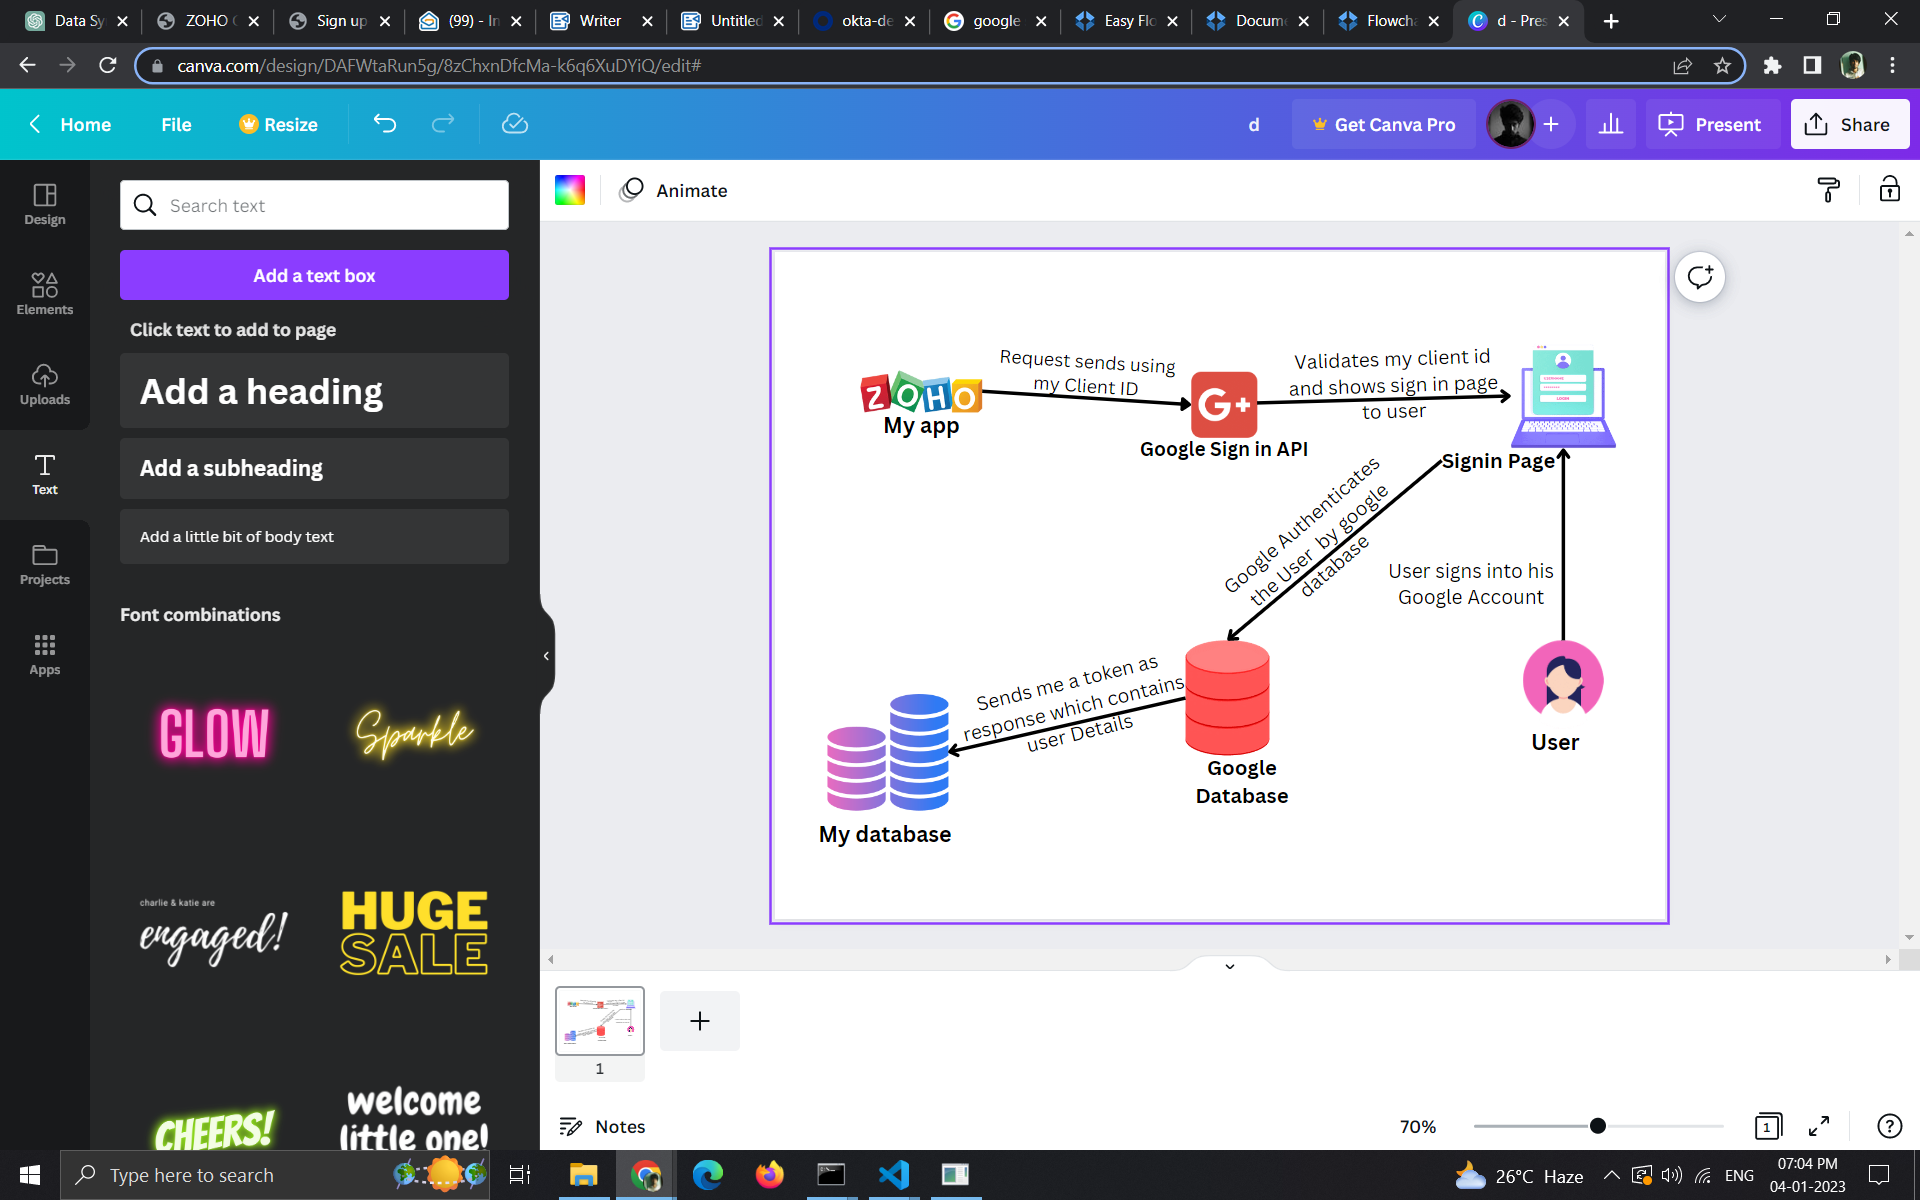 Data Sy
ZOHO
Sign up
(99) - In
Writer
Untitled
okta-de
google
Easy Flo
Docum
Flowcha
d - Pres
canva.com/design/DAFWtaRun5g/8zChxnDfcMa-k6q6XuDYiQ/edit#
Home
File
Resize
d
Get Canva Pro
Present
Share
Design
Elements
Uploads
Text
Projects
Apps
Search text
Add a text box
Click text to add to page
Add a heading
Add a subheading
Add a little bit of body text
Font combinations
GLOW
Sparkle
charlie & katie are
engaged!
HUGE
SALE
CHEERS!
welcome
little one!
Animate
ZOHO
My app
Request sends using
my Client ID
G+
Google Sign in API
Validates my client id
and shows sign in page
to user
LOGIN
Signin Page
Google Authenticates
the User by google
database
User signs into his
Google Account
User
Sends me a token as
response which contains
user Details
Google
Database
My database
1
Notes
70%
1
Type here to search
26°C Haze
ENG
07:04 PM
04-01-2023